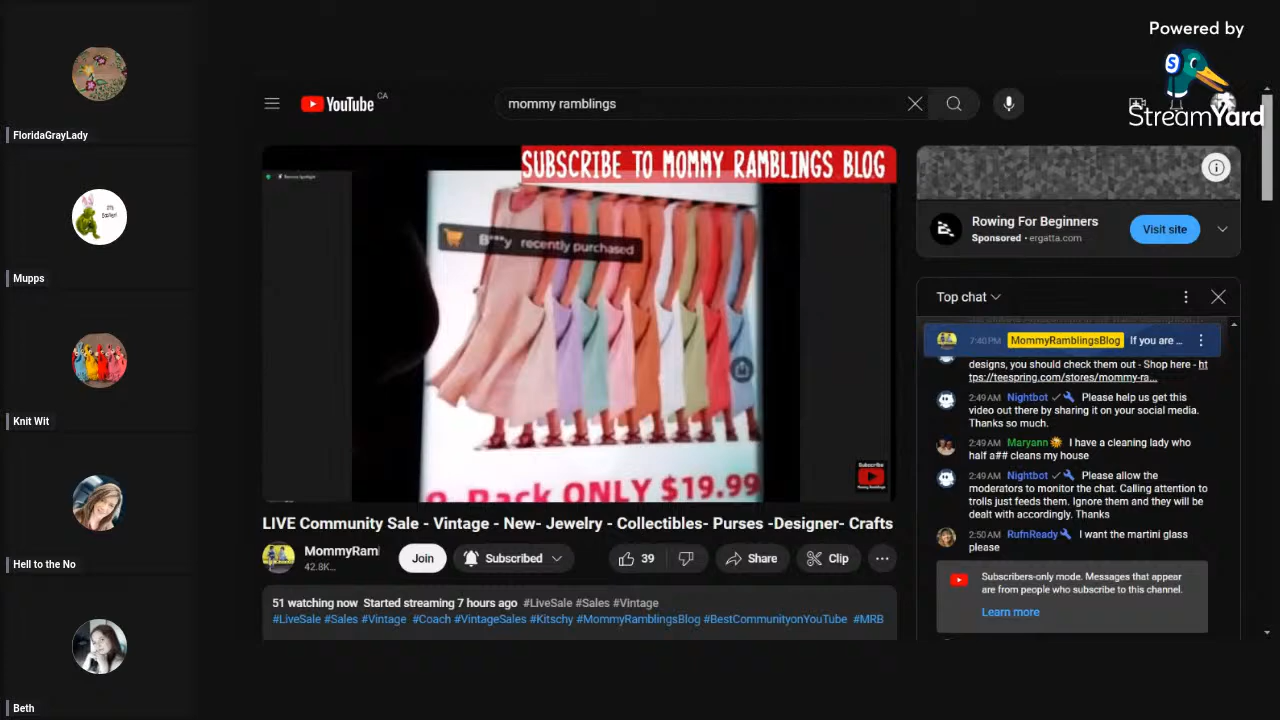 Powered by
StreamYard
FloridaGrayLady
Mupps
Knit Wit
Hell to the No
Beth
YouTube CA
mommy ramblings
SUBSCRIBE TO MOMMY RAMBLINGS BLOG
B***y recently purchased
9-Pack ONLY $19.99
Subscribe
Mommy Ramblings
LIVE Community Sale - Vintage - New- Jewelry - Collectibles- Purses -Designer- Crafts
MommyRaml
42.8K...
Join
Subscribed
39
Share
Clip
51 watching now Started streaming 7 hours ago #LiveSale #Sales #Vintage
#LiveSale #Sales #Vintage #Coach #VintageSales #Kitschy #MommyRamblingsBlog #BestCommunityonYouTube #MRB
Rowing For Beginners
Sponsored • ergatta.com
Visit site
Top chat
7:40 PM MommyRamblingsBlog If you are ...
designs, you should check them out - Shop here - ht
tps://teespring.com/stores/mommy-ra...
2:49 AM Nightbot Please help us get this
video out there by sharing it on your social media.
Thanks so much.
2:49 AM Maryann I have a cleaning lady who
half a## cleans my house
2:49 AM Nightbot Please allow the
moderators to monitor the chat. Calling attention to
trolls just feeds them. Ignore them and they will be
dealt with accordingly. Thanks
2:50 AM RufnReady I want the martini glass
please
Subscribers-only mode. Messages that appear
are from people who subscribe to this channel.
Learn more